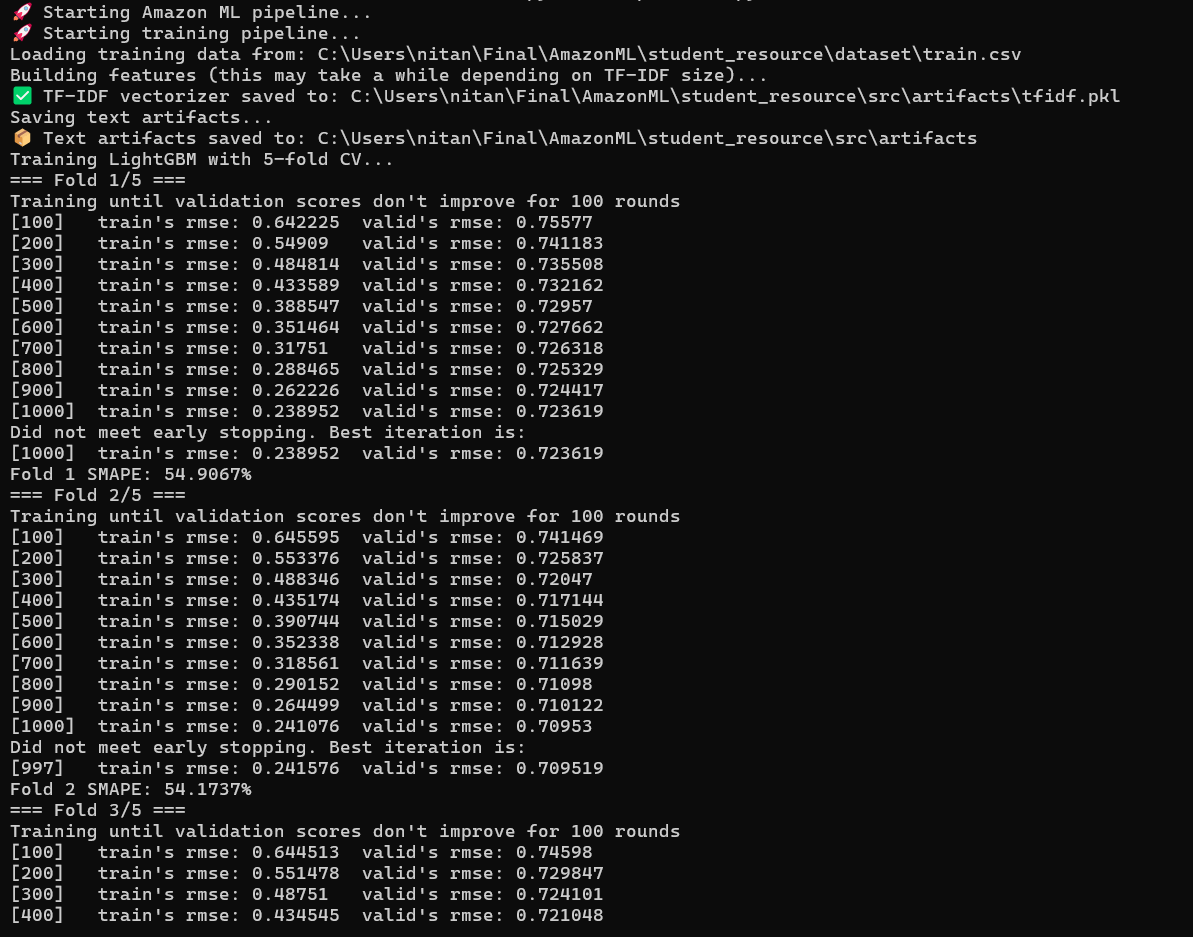 🚀 Starting Amazon ML pipeline...
🚀 Starting training pipeline...
Loading training data from: C:\Users\nitan\Final\AmazonML\student_resource\dataset\train.csv
Building features (this may take a while depending on TF-IDF size)...
✅ TF-IDF vectorizer saved to: C:\Users\nitan\Final\AmazonML\student_resource\src\artifacts\tfidf.pkl
Saving text artifacts...
📦 Text artifacts saved to: C:\Users\nitan\Final\AmazonML\student_resource\src\artifacts
Training LightGBM with 5-fold CV...
=== Fold 1/5 ===
Training until validation scores don't improve for 100 rounds
[100]   train's rmse: 0.642225  valid's rmse: 0.75577
[200]   train's rmse: 0.54909   valid's rmse: 0.741183
[300]   train's rmse: 0.484814  valid's rmse: 0.735508
[400]   train's rmse: 0.433589  valid's rmse: 0.732162
[500]   train's rmse: 0.388547  valid's rmse: 0.72957
[600]   train's rmse: 0.351464  valid's rmse: 0.727662
[700]   train's rmse: 0.31751   valid's rmse: 0.726318
[800]   train's rmse: 0.288465  valid's rmse: 0.725329
[900]   train's rmse: 0.262226  valid's rmse: 0.724417
[1000]  train's rmse: 0.238952  valid's rmse: 0.723619
Did not meet early stopping. Best iteration is:
[1000]  train's rmse: 0.238952  valid's rmse: 0.723619
Fold 1 SMAPE: 54.9067%
=== Fold 2/5 ===
Training until validation scores don't improve for 100 rounds
[100]   train's rmse: 0.645595  valid's rmse: 0.741469
[200]   train's rmse: 0.553376  valid's rmse: 0.725837
[300]   train's rmse: 0.488346  valid's rmse: 0.72047
[400]   train's rmse: 0.435174  valid's rmse: 0.717144
[500]   train's rmse: 0.390744  valid's rmse: 0.715029
[600]   train's rmse: 0.352338  valid's rmse: 0.712928
[700]   train's rmse: 0.318561  valid's rmse: 0.711639
[800]   train's rmse: 0.290152  valid's rmse: 0.71098
[900]   train's rmse: 0.264499  valid's rmse: 0.710122
[1000]  train's rmse: 0.241076  valid's rmse: 0.70953
Did not meet early stopping. Best iteration is:
[997]   train's rmse: 0.241576  valid's rmse: 0.709519
Fold 2 SMAPE: 54.1737%
=== Fold 3/5 ===
Training until validation scores don't improve for 100 rounds
[100]   train's rmse: 0.644513  valid's rmse: 0.74598
[200]   train's rmse: 0.551478  valid's rmse: 0.729847
[300]   train's rmse: 0.48751   valid's rmse: 0.724101
[400]   train's rmse: 0.434545  valid's rmse: 0.721048